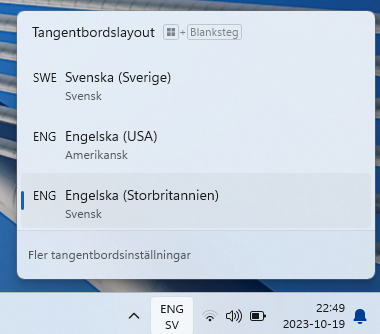 Tangentbordslayout + Blanksteg
SWE Svenska (Sverige)
Svensk
ENG Engelska (USA)
Amerikansk
ENG Engelska (Storbritannien)
Svensk
Fler tangentbordsinställningar
ENG 22:49
SV 2023-10-19